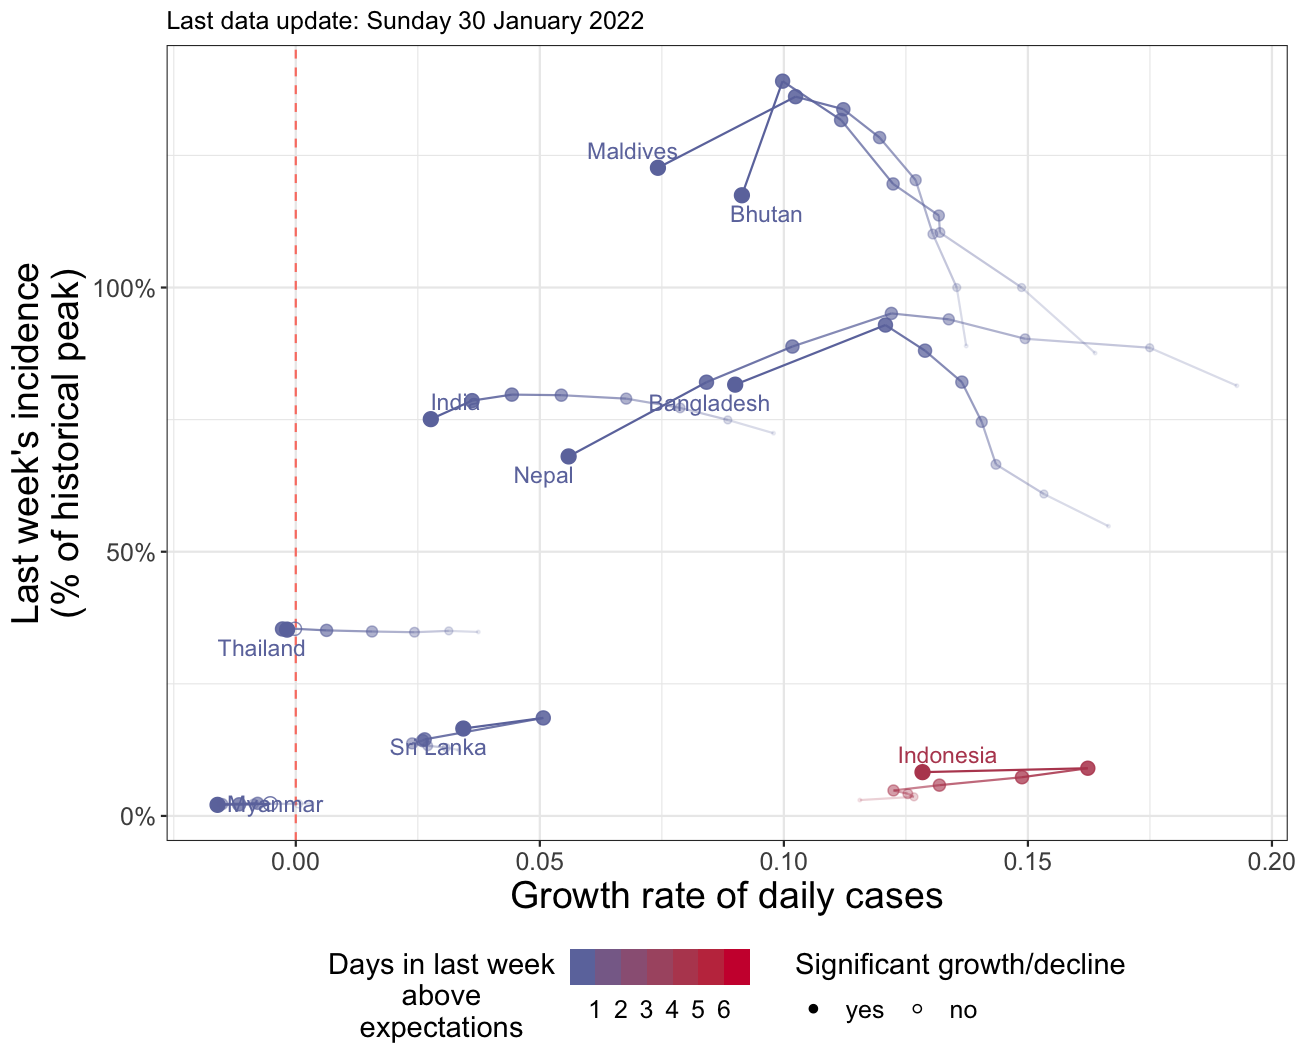 Last data update: Sunday 30 January 2022
Last week's incidence
(% of historical peak)
100%
50%
0%
Maldives
Bhutan
India
Bangladesh
Nepal
Thailand
Sri Lanka
Indonesia
Myanmar
0.00
0.05
0.10
0.15
0.20
Growth rate of daily cases
Days in last week
above
expectations
1 2 3 4 5 6
Significant growth/decline
yes
no